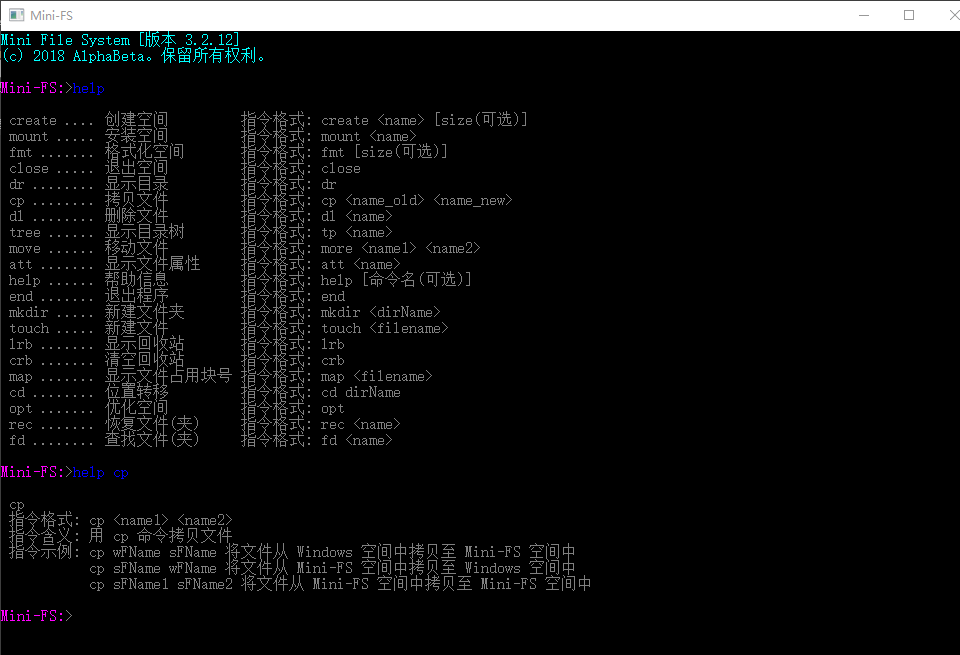 Mini-FS
Mini File System [版本 3.2.12]
(c) 2018 AlphaBeta。保留所有权利。
Mini-FS:>help
create .... 创建空间 指令格式: create <name> [size(可选)]
mount ..... 安装空间 指令格式: mount <name>
fmt ....... 格式化空间 指令格式: fmt [size(可选)]
close ..... 退出空间 指令格式: close
dr ........ 显示目录 指令格式: dr
cp ........ 拷贝文件 指令格式: cp <name_old> <name_new>
dl ........ 删除文件 指令格式: dl <name>
tree ...... 显示目录树 指令格式: tp <name>
move ...... 移动文件 指令格式: more <name1> <name2>
att ....... 显示文件属性 指令格式: att <name>
help ...... 帮助信息 指令格式: help [命令名(可选)]
end ....... 退出程序 指令格式: end
mkdir ..... 新建文件夹 指令格式: mkdir <dirName>
touch ..... 新建文件 指令格式: touch <filename>
lrb ....... 显示回收站 指令格式: lrb
crb ....... 清空回收站 指令格式: crb
map ....... 显示文件占用块号 指令格式: map <filename>
cd ........ 位置转移 指令格式: cd dirName
opt ....... 优化空间 指令格式: opt
rec ....... 恢复文件(夹) 指令格式: rec <name>
fd ........ 查找文件(夹) 指令格式: fd <name>
Mini-FS:>help cp
cp
指令格式: cp <name1> <name2>
指令含义: 用 cp 命令拷贝文件
指令示例: cp wFName sFName 将文件从 Windows 空间中拷贝至 Mini-FS 空间中
cp sFName wFName 将文件从 Mini-FS 空间中拷贝至 Windows 空间中
cp sFName1 sFName2 将文件从 Mini-FS 空间中拷贝至 Mini-FS 空间中
Mini-FS:>